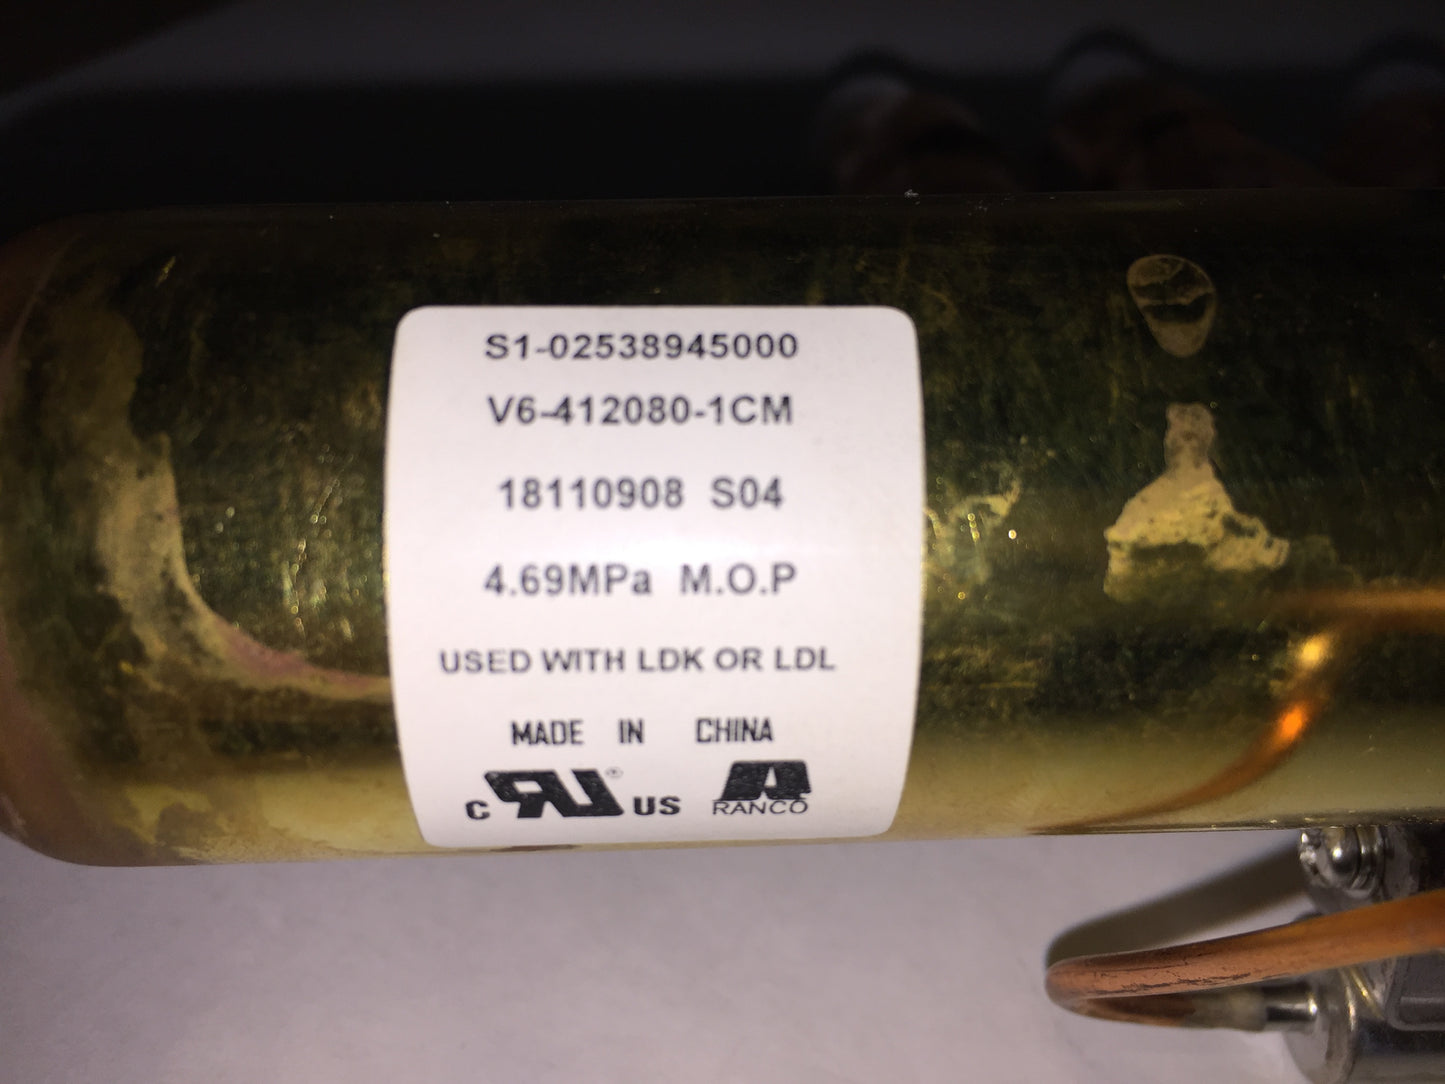 S1-02538945000
V6-412080-1CM
18110908 S04
4.69MPa M.O.P
USED WITH LDK OR LDL
MADE IN CHINA
C RU® US
RANCO